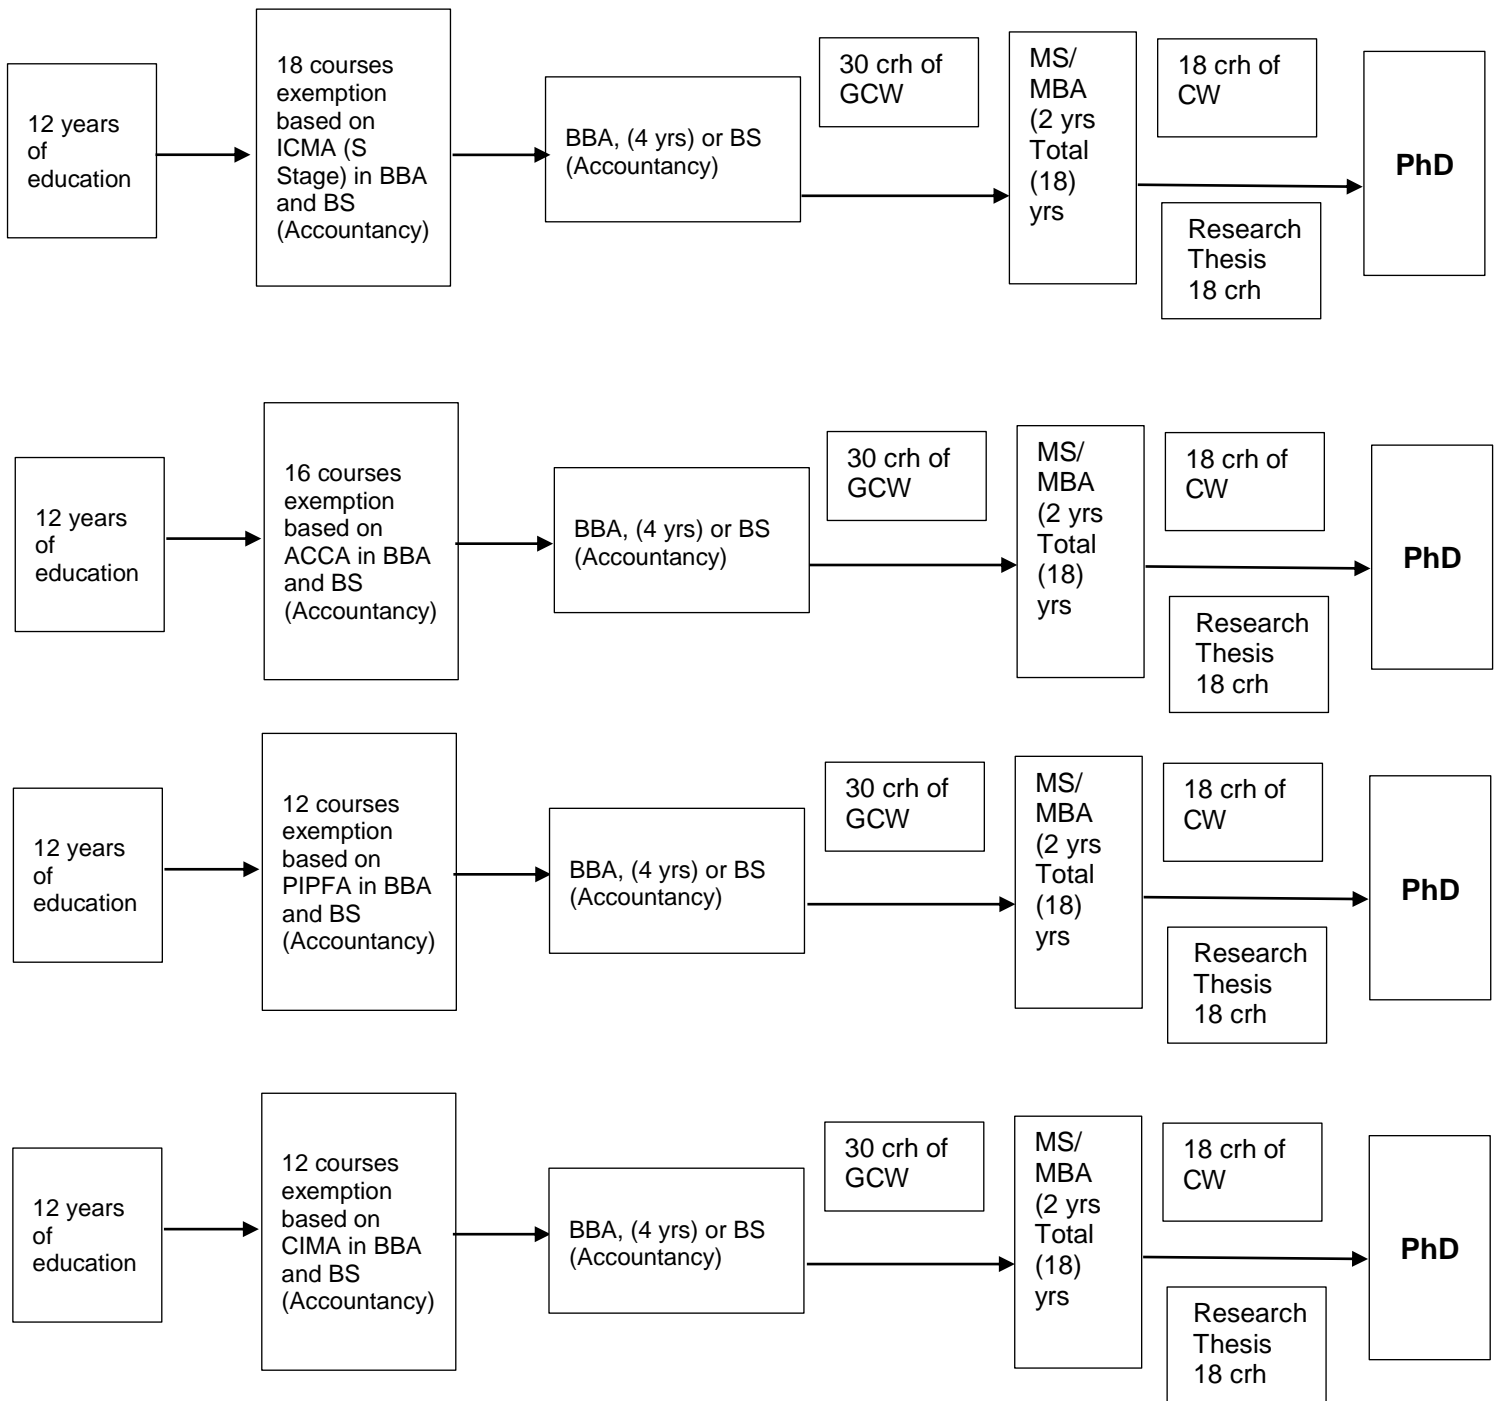 12 years
of
education
18 courses
exemption
based on
ICMA (S
Stage) in BBA
and BS
(Accountancy)
BBA, (4 yrs) or BS
(Accountancy)
30 crh of
GCW
MS/
MBA
(2 yrs
Total
(18)
yrs
18 crh of
CW
Research
Thesis
18 crh
PhD
12 years
of
education
16 courses
exemption
based on
ACCA in BBA
and BS
(Accountancy)
BBA, (4 yrs) or BS
(Accountancy)
30 crh of
GCW
MS/
MBA
(2 yrs
Total
(18)
yrs
18 crh of
CW
Research
Thesis
18 crh
PhD
12 years
of
education
12 courses
exemption
based on
PIPFA in BBA
and BS
(Accountancy)
BBA, (4 yrs) or BS
(Accountancy)
30 crh of
GCW
MS/
MBA
(2 yrs
Total
(18)
yrs
18 crh of
CW
Research
Thesis
18 crh
PhD
12 years
of
education
12 courses
exemption
based on
CIMA in BBA
and BS
(Accountancy)
BBA, (4 yrs) or BS
(Accountancy)
30 crh of
GCW
MS/
MBA
(2 yrs
Total
(18)
yrs
18 crh of
CW
Research
Thesis
18 crh
PhD